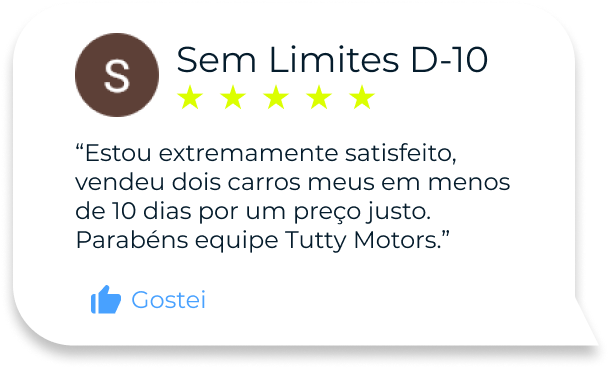 S
Sem Limites D-10
“Estou extremamente satisfeito,
vendeu dois carros meus em menos
de 10 dias por um preço justo.
Parabéns equipe Tutty Motors.”
Gostei